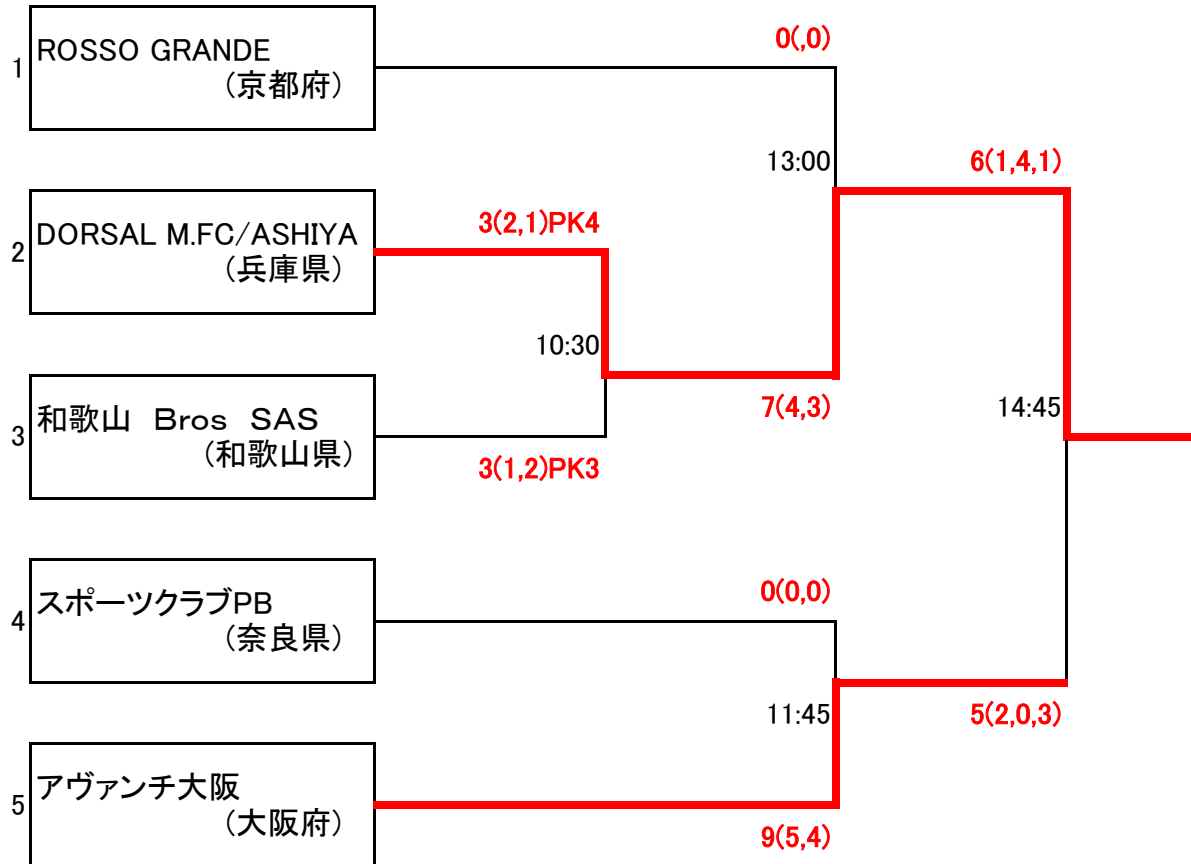 0(,0)
1
ROSSO GRANDE
(京都府)
13:00
6(1,4,1)
3(2,1)PK4
2
DORSAL M.FC/ASHIYA
(兵庫県)
10:30
7(4,3)
14:45
3
和歌山　Ｂｒｏｓ　ＳＡＳ
(和歌山県)
3(1,2)PK3
0(0,0)
4
スポーツクラブPB
(奈良県)
11:45
5(2,0,3)
5
アヴァンチ大阪
(大阪府)
9(5,4)